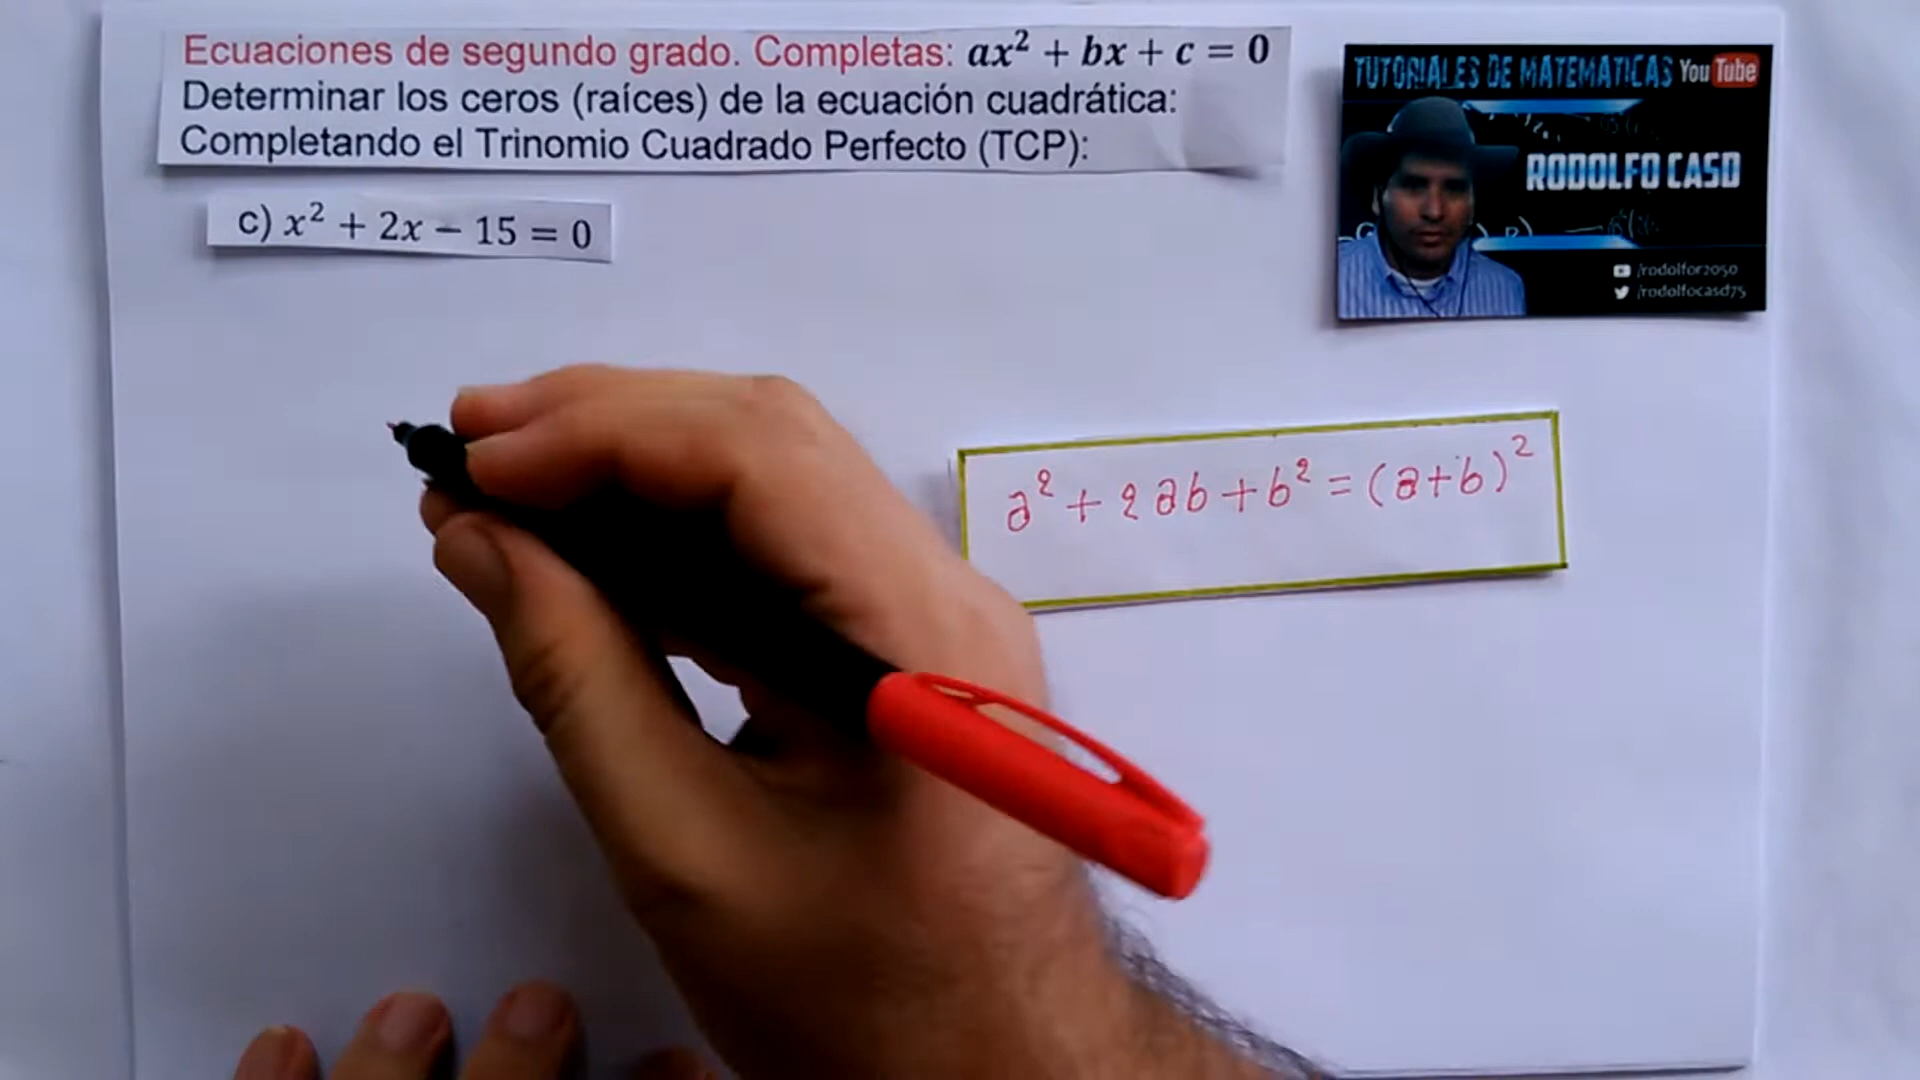 Ecuaciones de segundo grado. Completas: ax² + bx + c = 0
Determinar los ceros (raíces) de la ecuación cuadrática:
Completando el Trinomio Cuadrado Perfecto (TCP):
c) x² + 2x − 15 = 0
TUTORIALES DE MATEMATICAS YouTube
RODOLFO CASO
/rodolfor2050
/rodolfocasd75
a² + 2ab + b² = (a+b)²